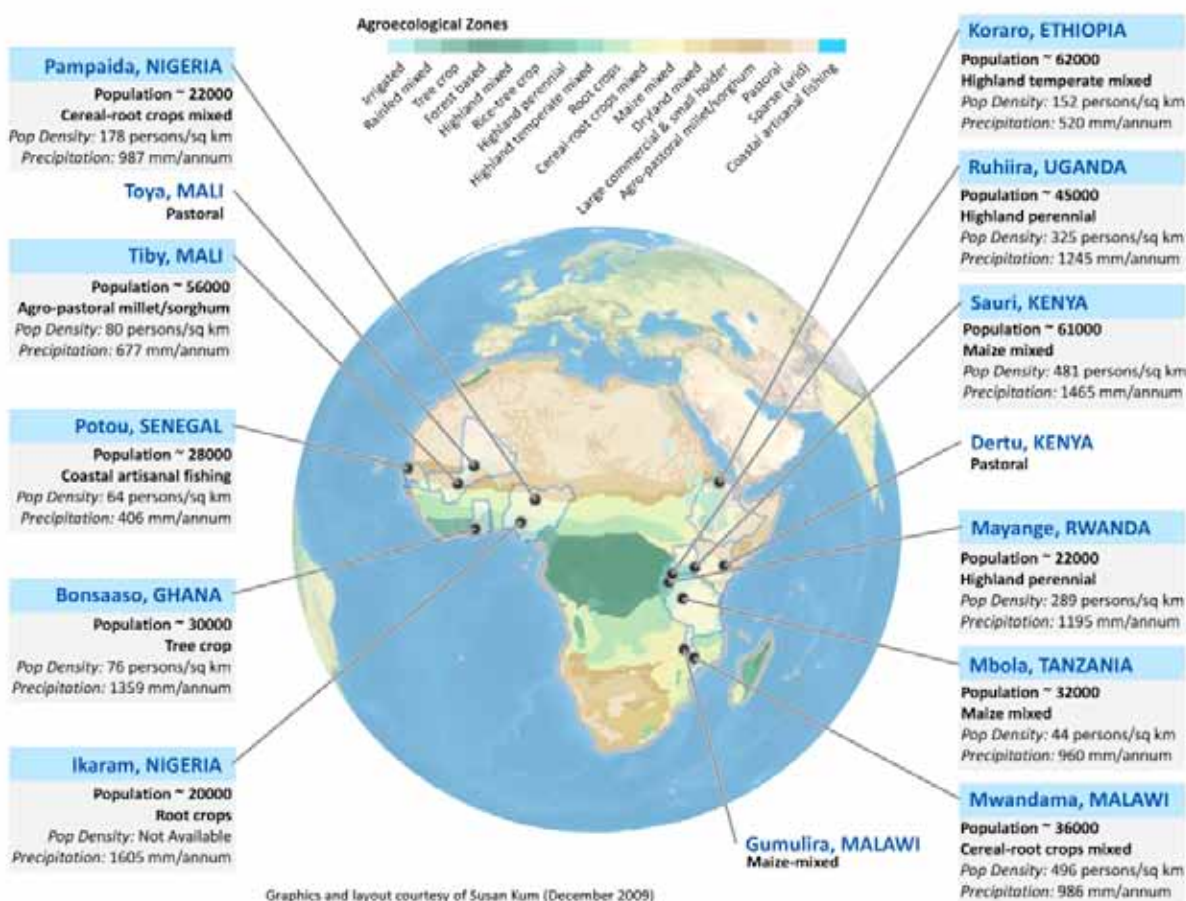 Agroecological Zones
Irrigated
Rainfed mixed
Tree crop
Forest based
Highland mixed
Rice-tree crop
Highland perennial
Highland temperate mixed
Root crops
Cereal-root crops mixed
Maize mixed
Dryland mixed
Large commercial & small holder
Agro-pastoral millet/sorghum
Pastoral
Sparse (arid)
Coastal artisanal fishing
Pampaida, NIGERIA
Population ~ 22000
Cereal-root crops mixed
Pop Density: 178 persons/sq km
Precipitation: 987 mm/annum
Toya, MALI
Pastoral
Tiby, MALI
Population ~ 56000
Agro-pastoral millet/sorghum
Pop Density: 80 persons/sq km
Precipitation: 677 mm/annum
Potou, SENEGAL
Population ~ 28000
Coastal artisanal fishing
Pop Density: 64 persons/sq km
Precipitation: 406 mm/annum
Bonsaaso, GHANA
Population ~ 30000
Tree crop
Pop Density: 76 persons/sq km
Precipitation: 1359 mm/annum
Ikaram, NIGERIA
Population ~ 20000
Root crops
Pop Density: Not Available
Precipitation: 1605 mm/annum
Koraro, ETHIOPIA
Population ~ 62000
Highland temperate mixed
Pop Density: 152 persons/sq km
Precipitation: 520 mm/annum
Ruhiira, UGANDA
Population ~ 45000
Highland perennial
Pop Density: 325 persons/sq km
Precipitation: 1245 mm/annum
Sauri, KENYA
Population ~ 61000
Maize mixed
Pop Density: 481 persons/sq km
Precipitation: 1465 mm/annum
Dertu, KENYA
Pastoral
Mayange, RWANDA
Population ~ 22000
Highland perennial
Pop Density: 289 persons/sq km
Precipitation: 1195 mm/annum
Mbola, TANZANIA
Population ~ 32000
Maize mixed
Pop Density: 44 persons/sq km
Precipitation: 960 mm/annum
Mwandama, MALAWI
Population ~ 36000
Cereal-root crops mixed
Pop Density: 496 persons/sq km
Precipitation: 986 mm/annum
Gumulira, MALAWI
Maize-mixed
Graphics and layout courtesy of Susan Kum (December 2009)